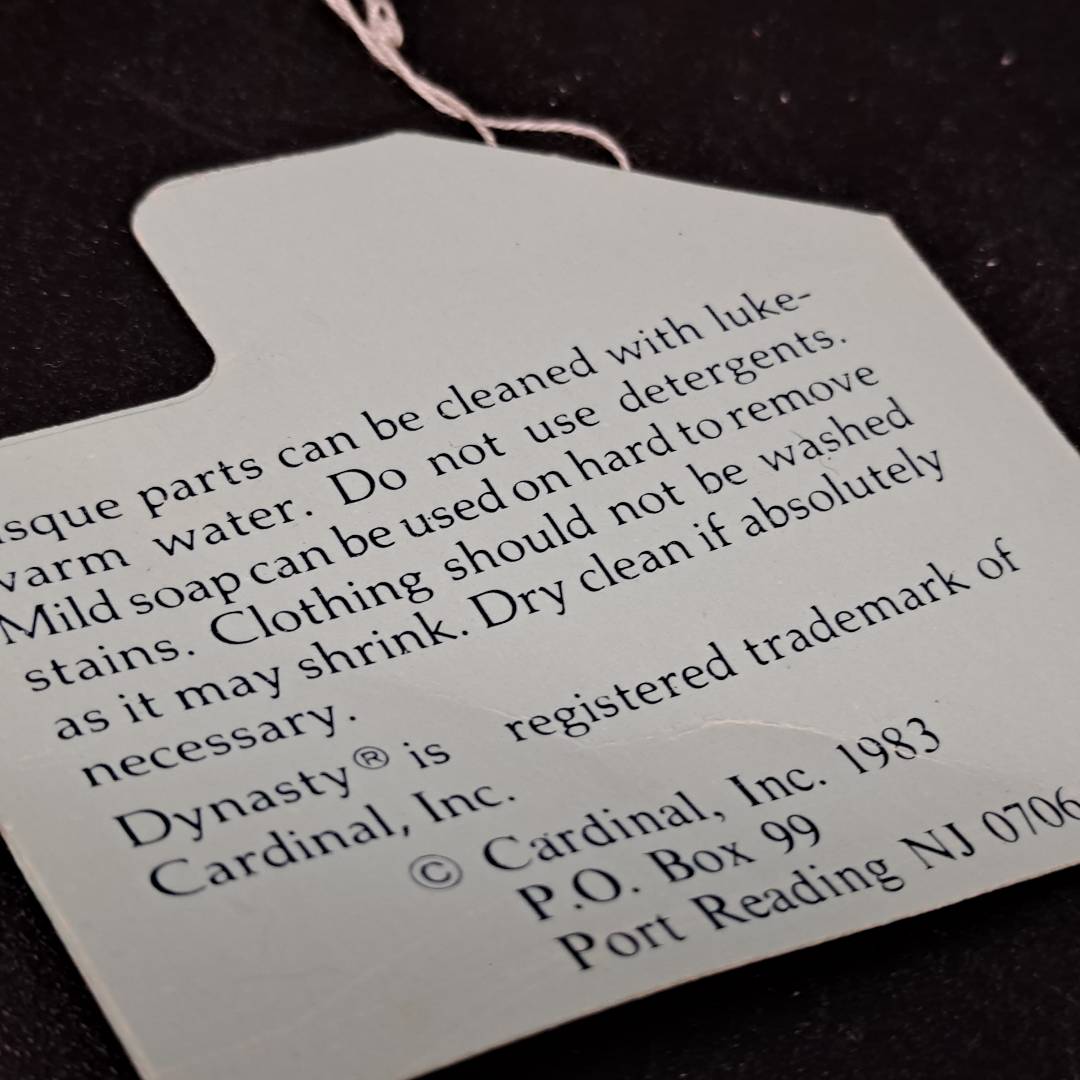 isque parts can be cleaned with luke-
warm water. Do not use detergents.
Mild soap can be used on hard to remove
stains. Clothing should not be washed
as it may shrink. Dry clean if absolutely
necessary.
Dynasty® is registered trademark of
Cardinal, Inc.
© Cardinal, Inc. 1983
P.O. Box 99
Port Reading NJ 0706